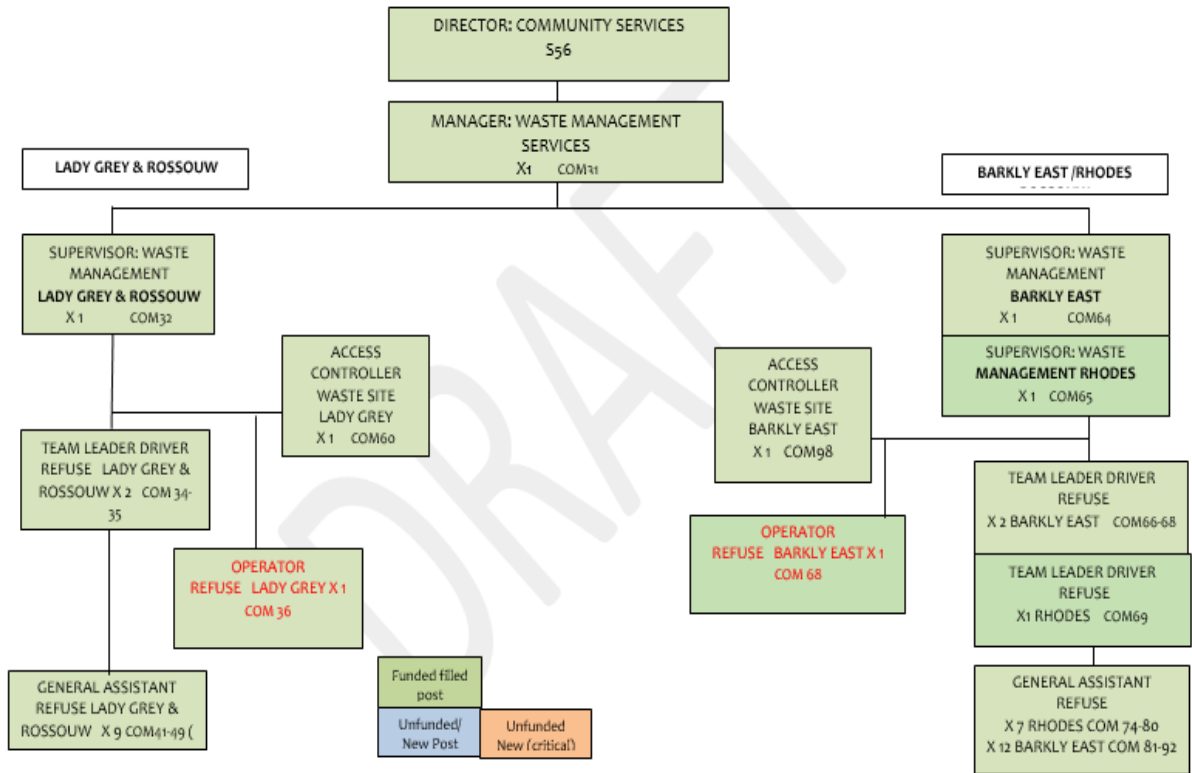 DIRECTOR: COMMUNITY SERVICES
S56
MANAGER: WASTE MANAGEMENT
SERVICES
X1 COM31
LADY GREY & ROSSOUW
BARKLY EAST /RHODES
SUPERVISOR: WASTE
MANAGEMENT
LADY GREY & ROSSOUW
X 1 COM32
SUPERVISOR: WASTE
MANAGEMENT
BARKLY EAST
X 1 COM64
SUPERVISOR: WASTE
MANAGEMENT RHODES
X 1 COM65
ACCESS
CONTROLLER
WASTE SITE
LADY GREY
X 1 COM60
ACCESS
CONTROLLER
WASTE SITE
BARKLY EAST
X 1 COM98
TEAM LEADER DRIVER
REFUSE LADY GREY &
ROSSOUW X 2 COM 34-
35
TEAM LEADER DRIVER
REFUSE
X 2 BARKLY EAST COM66-68
OPERATOR
REFUSE LADY GREY X 1
COM 36
OPERATOR
REFUSE BARKLY EAST X 1
COM 68
TEAM LEADER DRIVER
REFUSE
X1 RHODES COM69
GENERAL ASSISTANT
REFUSE LADY GREY &
ROSSOUW X 9 COM41-49 (
GENERAL ASSISTANT
REFUSE
X 7 RHODES COM 74-80
X 12 BARKLY EAST COM 81-92
Funded filled
post
Unfunded/
New Post
Unfunded
New (critical)
DRAFT